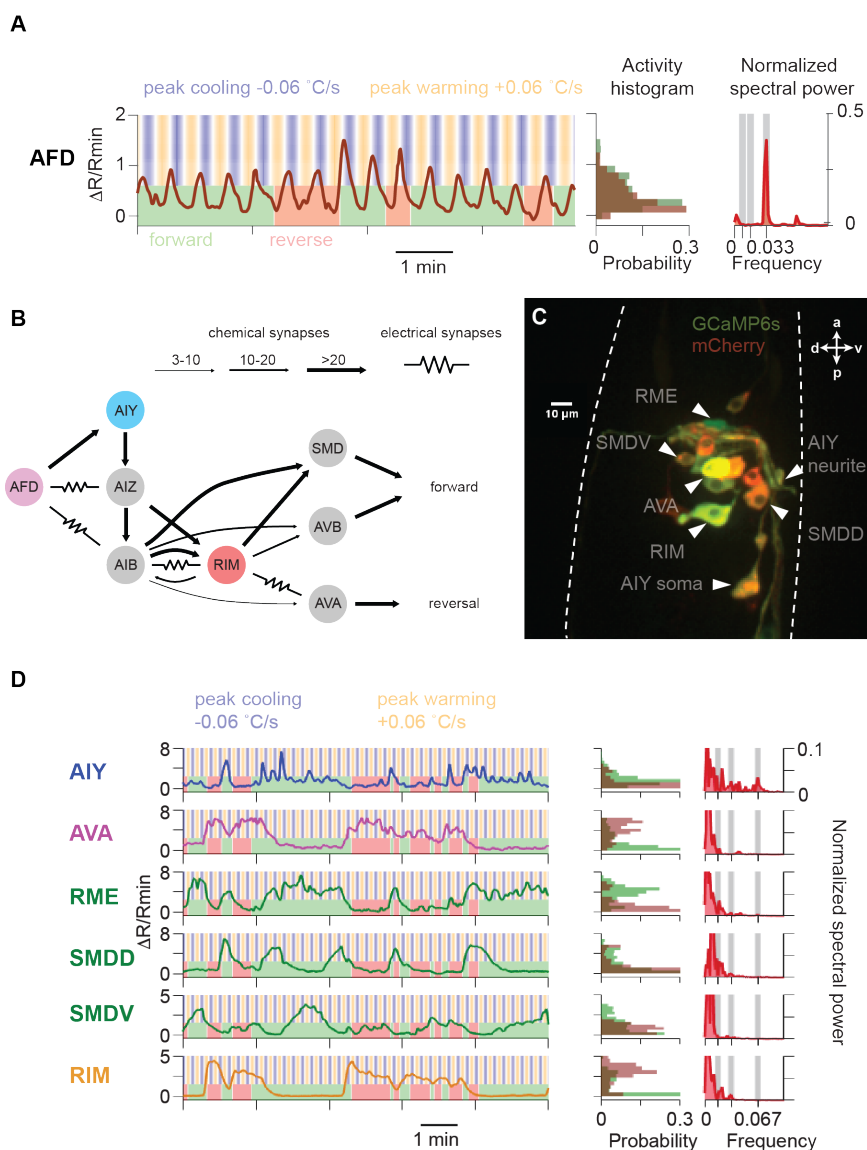 A
peak cooling -0.06 ˚C/s
peak warming +0.06 ˚C/s
Activity
histogram
Normalized
spectral power
AFD
ΔR/Rmin
2
1
0
forward
reverse
1 min
0
0.3
Probability
0.5
0
0
0.033
Frequency
B
chemical synapses
electrical synapses
3-10
10-20
>20
AIY
AFD
AIZ
AIB
RIM
SMD
AVB
AVA
forward
reversal
C
GCaMP6s
mCherry
a
d
v
p
10 µm
RME
SMDV
AIY
neurite
AVA
RIM
SMDD
AIY soma
D
peak cooling
-0.06 ˚C/s
peak warming
+0.06 ˚C/s
AIY
8
0
0.1
0
AVA
8
0
RME
8
0
SMDD
8
0
SMDV
5
0
RIM
5
0
ΔR/Rmin
1 min
0
0.3
Probability
0
0.067
Frequency
Normalized spectral power